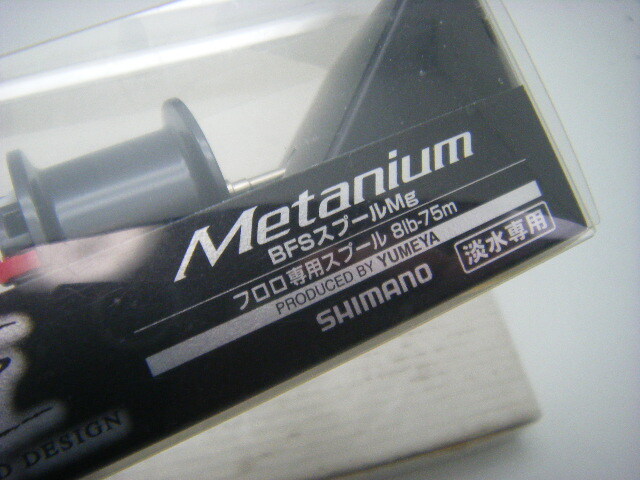 Metanium
BFSスプールMg
フロロ専用スプール 8lb-75m
PRODUCED BY YUMEYA
淡水専用
SHIMANO
DESIGN